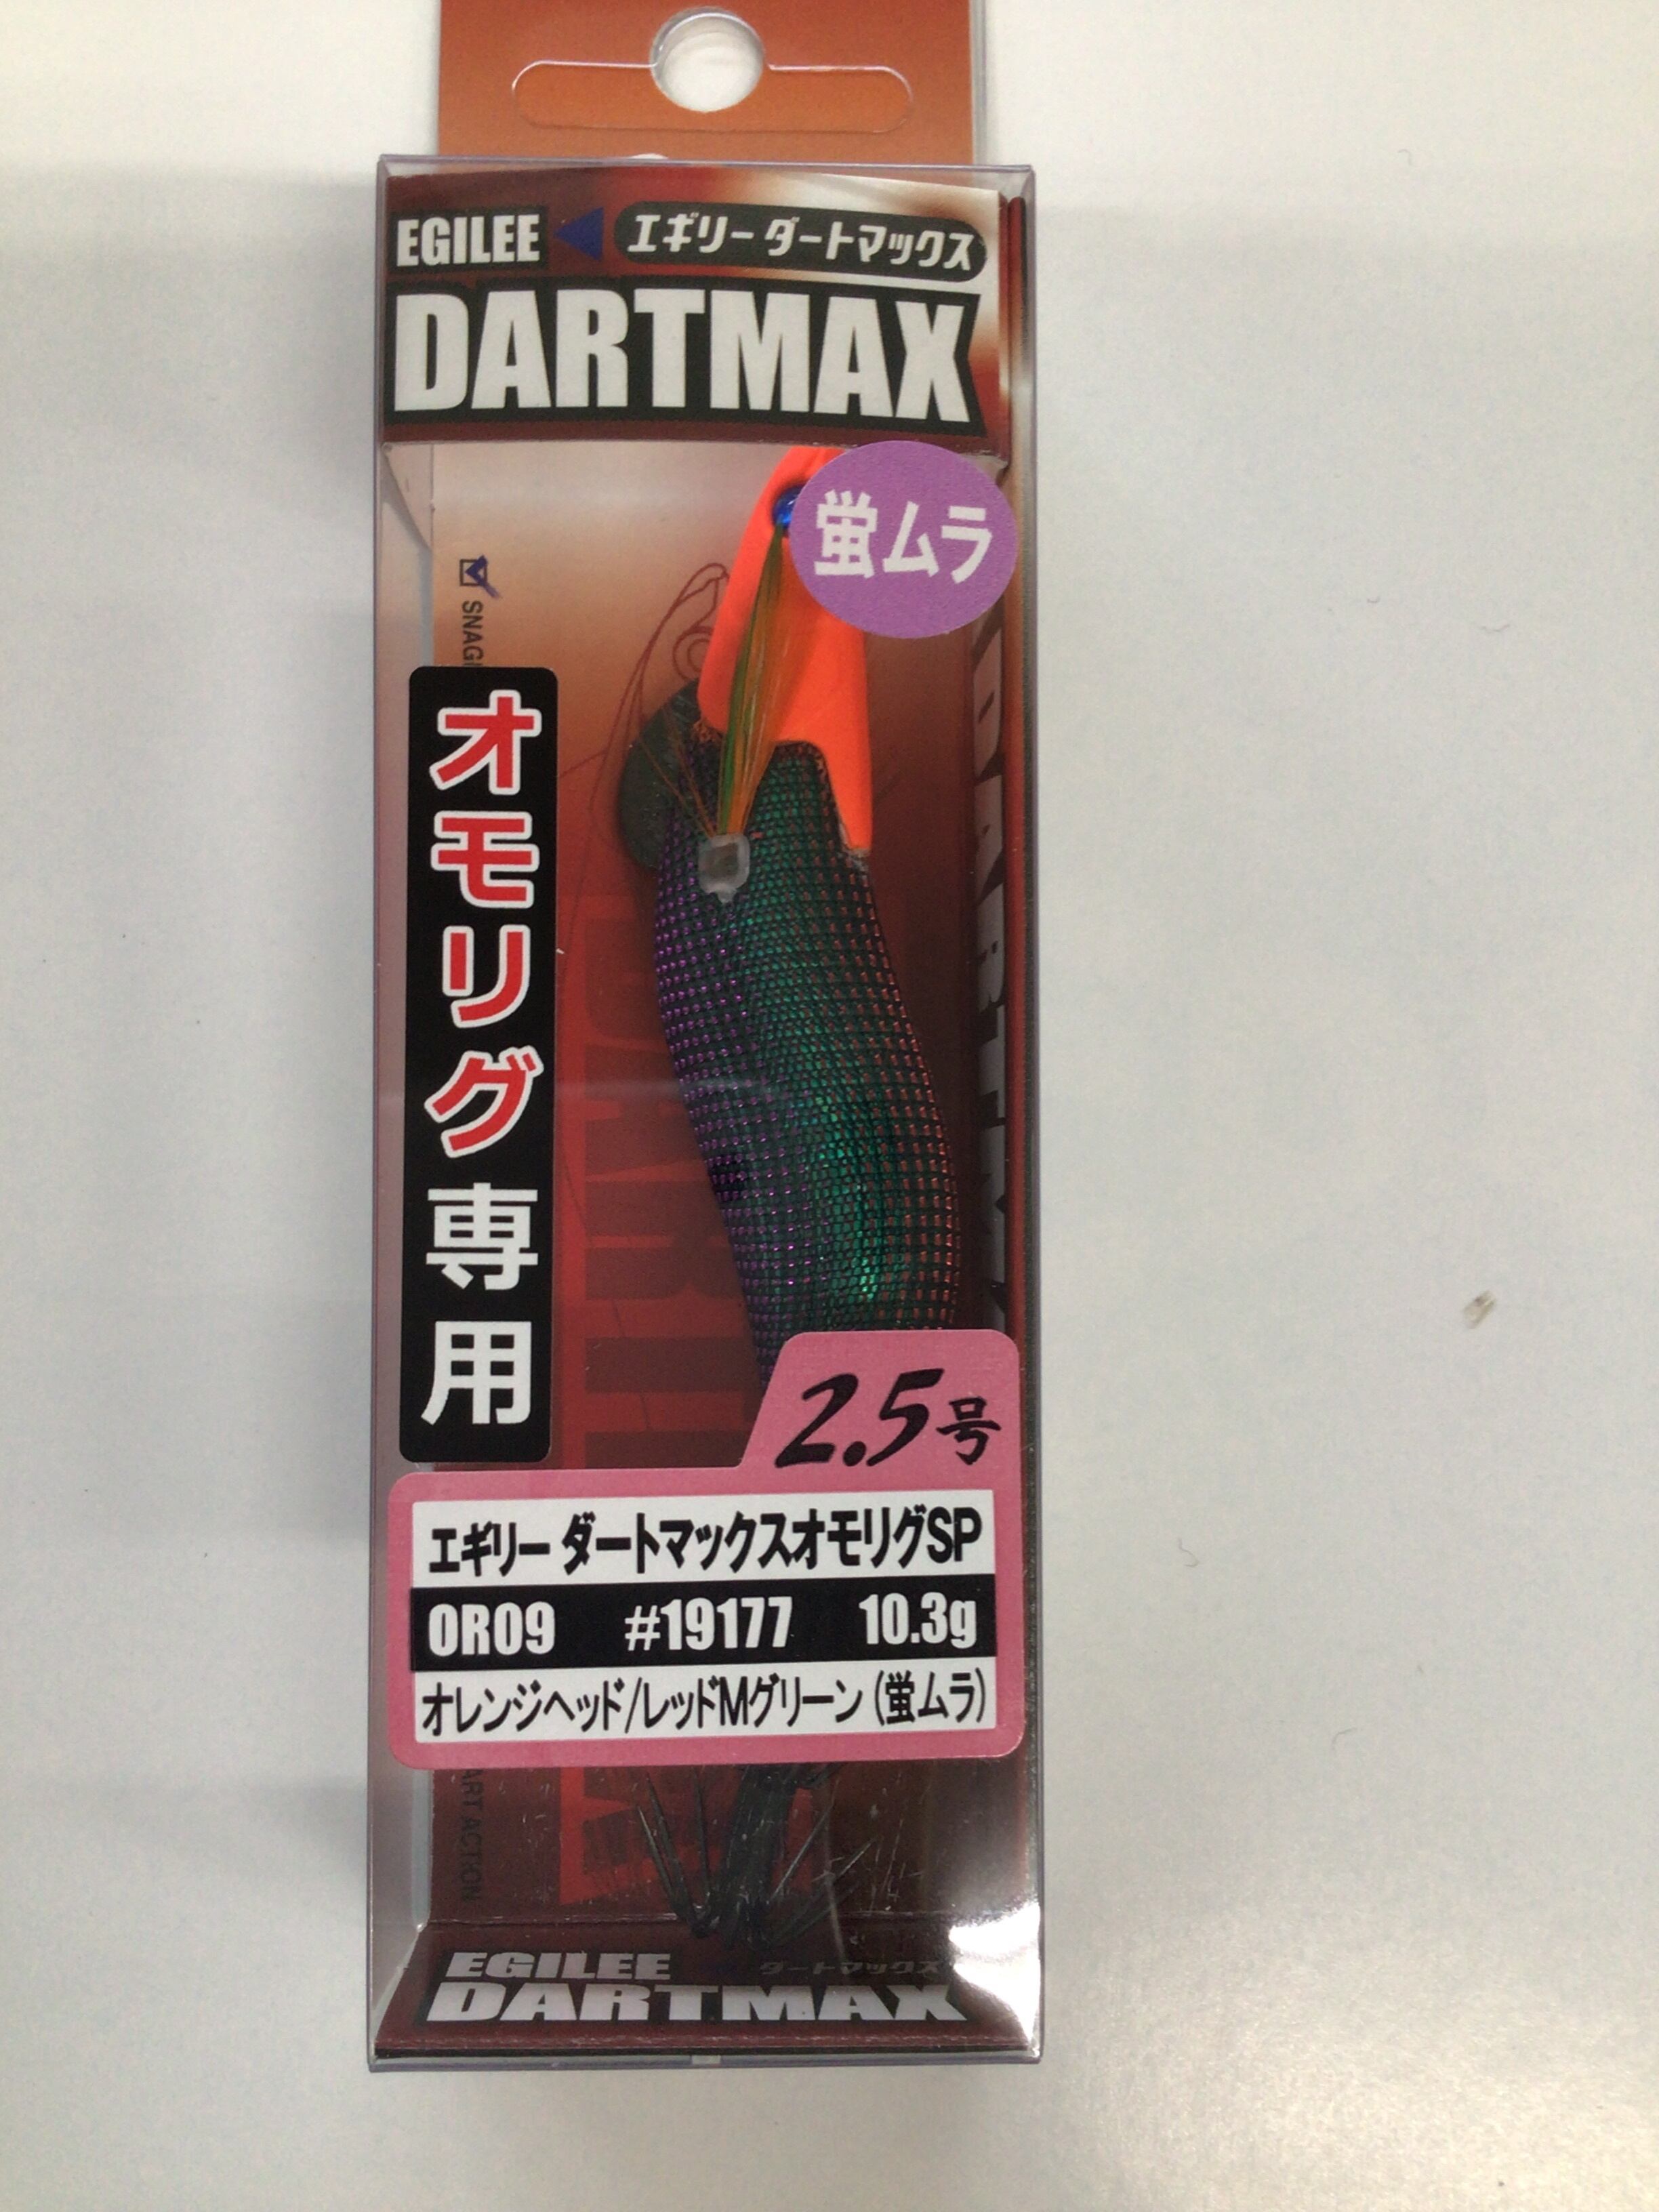 EGILEE エギリー ダートマックス
DARTMAX
蛍ムラ
SNAG
オモリグ専用
2.5号
エギリー ダートマックスオモリグSP
OR09 #19177 10.3g
オレンジヘッド/レッドMグリーン(蛍ムラ)
ART ACTION
EGILEE ダートマックス
DARTMAX